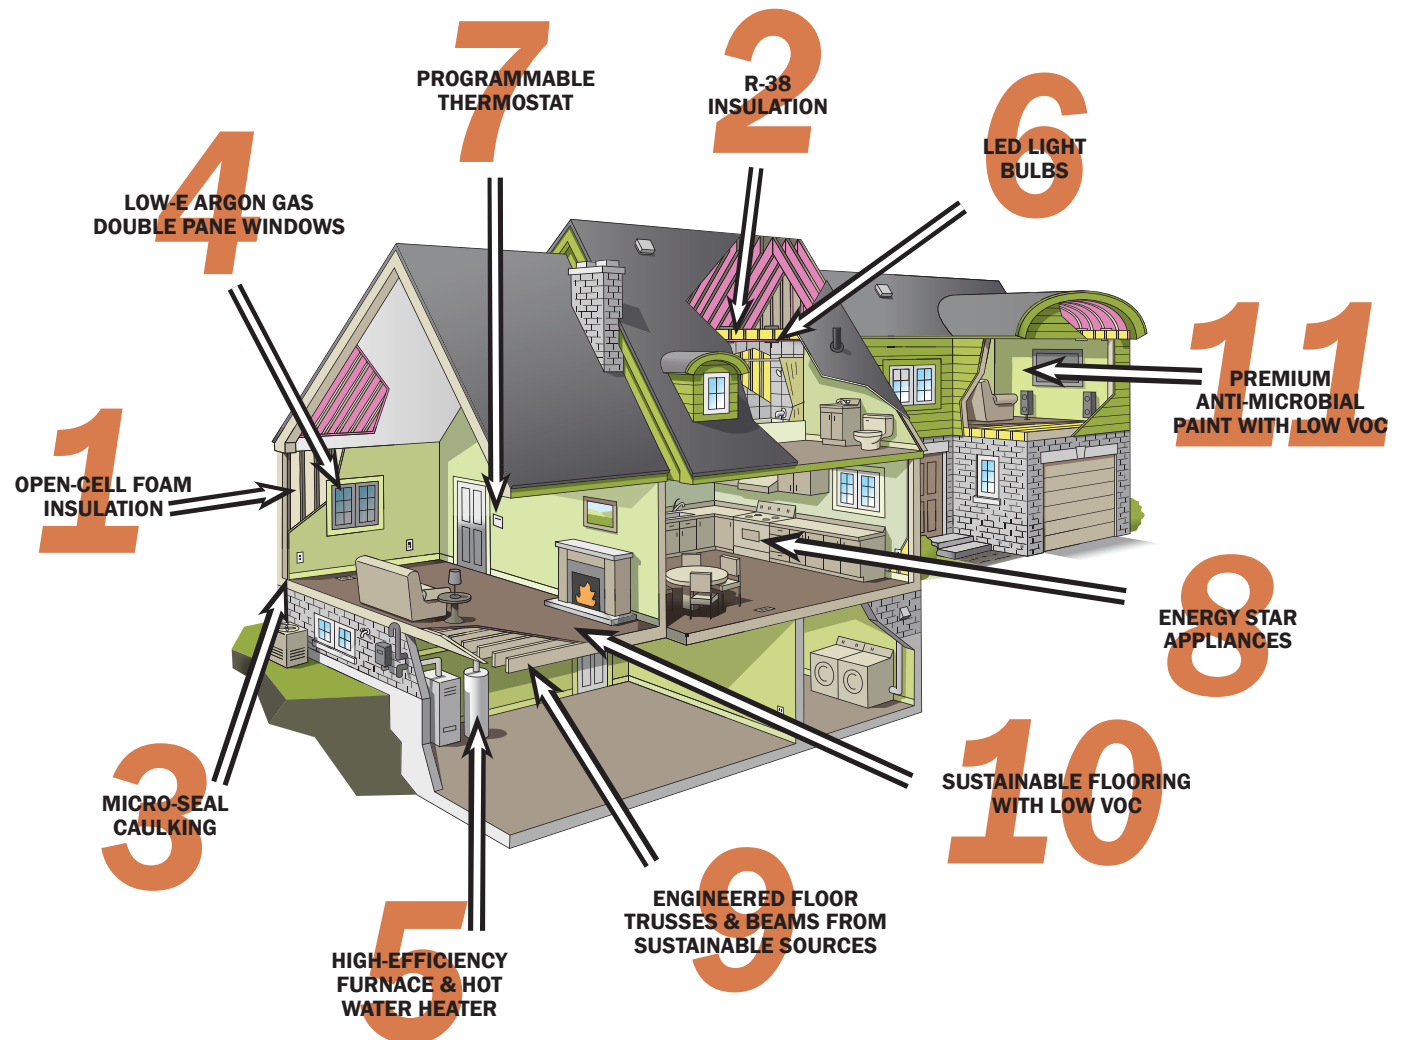 7
PROGRAMMABLE
THERMOSTAT
2
R-38
INSULATION
6
LED LIGHT
BULBS
4
LOW-E ARGON GAS
DOUBLE PANE WINDOWS
11
PREMIUM
ANTI-MICROBIAL
PAINT WITH LOW VOC
1
OPEN-CELL FOAM
INSULATION
8
ENERGY STAR
APPLIANCES
3
MICRO-SEAL
CAULKING
10
SUSTAINABLE FLOORING
WITH LOW VOC
9
ENGINEERED FLOOR
TRUSSES & BEAMS FROM
SUSTAINABLE SOURCES
5
HIGH-EFFICIENCY
FURNACE & HOT
WATER HEATER